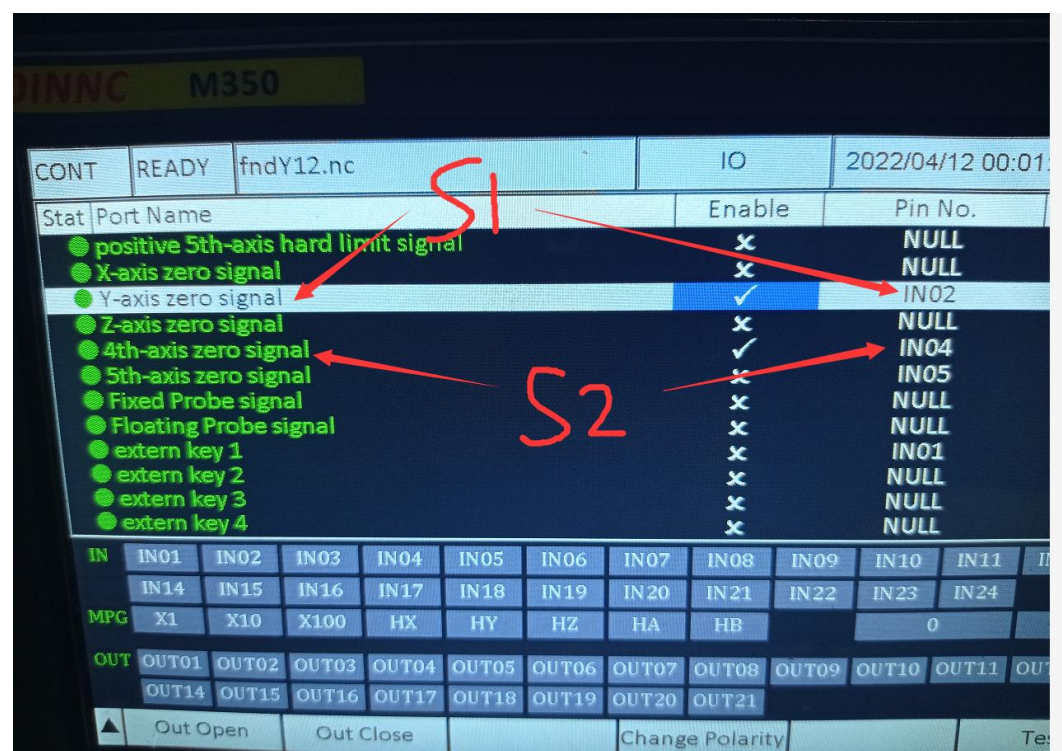 M350
CONT READY fndY12.nc IO 2022/04/12 00:01:
Stat Port Name Enable Pin No.
positive 5th-axis hard limit signal x NULL
X-axis zero signal x NULL
Y-axis zero signal ✓ IN02
Z-axis zero signal x NULL
4th-axis zero signal ✓ IN04
5th-axis zero signal x IN05
Fixed Probe signal x NULL
Floating Probe signal x NULL
extern key 1 x IN01
extern key 2 x NULL
extern key 3 x NULL
extern key 4 x NULL
S1
S2
IN IN01 IN02 IN03 IN04 IN05 IN06 IN07 IN08 IN09 IN10 IN11
IN14 IN15 IN16 IN17 IN18 IN19 IN20 IN21 IN22 IN23 IN24
MPG X1 X10 X100 HX HY HZ HA HB 0
OUT OUT01 OUT02 OUT03 OUT04 OUT05 OUT06 OUT07 OUT08 OUT09 OUT10 OUT11
OUT14 OUT15 OUT16 OUT17 OUT18 OUT19 OUT20 OUT21
Out Open Out Close Change Polarity